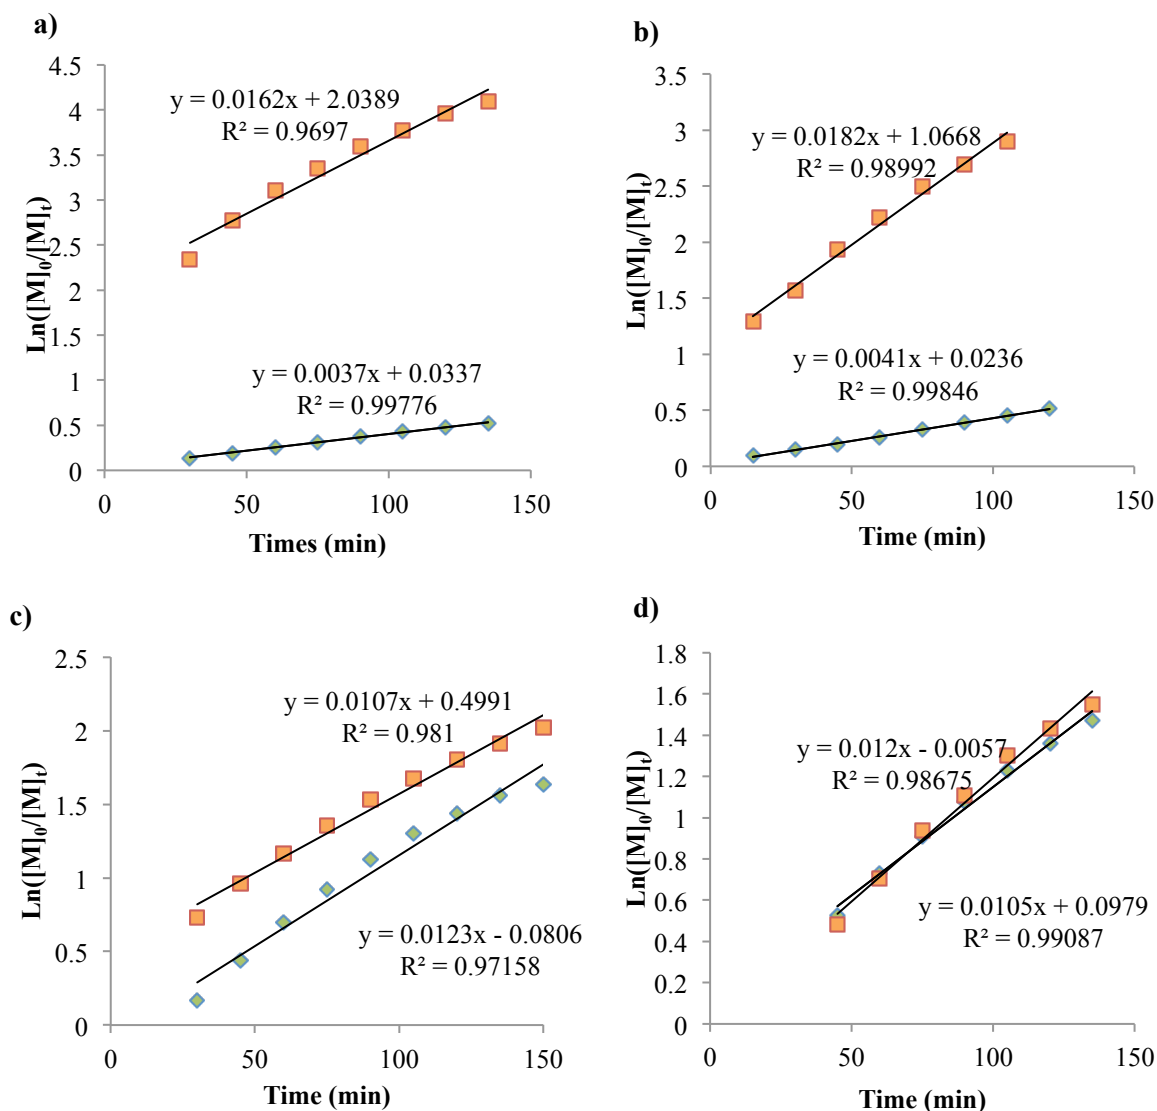 a)
Ln([M]₀/[M]ₜ)
4.5
4
3.5
3
2.5
2
1.5
1
0.5
0
y = 0.0162x + 2.0389
R² = 0.9697
y = 0.0037x + 0.0337
R² = 0.99776
0 50 100 150
Times (min)
b)
Ln([M]₀/[M]ₜ)
3.5
3
2.5
2
1.5
1
0.5
0
y = 0.0182x + 1.0668
R² = 0.98992
y = 0.0041x + 0.0236
R² = 0.99846
0 50 100 150
Time (min)
c)
Ln([M]₀/[M]ₜ)
2.5
2
1.5
1
0.5
0
y = 0.0107x + 0.4991
R² = 0.981
y = 0.0123x - 0.0806
R² = 0.97158
0 50 100 150
Time (min)
d)
Ln([M]₀/[M]ₜ)
1.8
1.6
1.4
1.2
1
0.8
0.6
0.4
0.2
0
y = 0.012x - 0.0057
R² = 0.98675
y = 0.0105x + 0.0979
R² = 0.99087
0 50 100 150
Time (min)